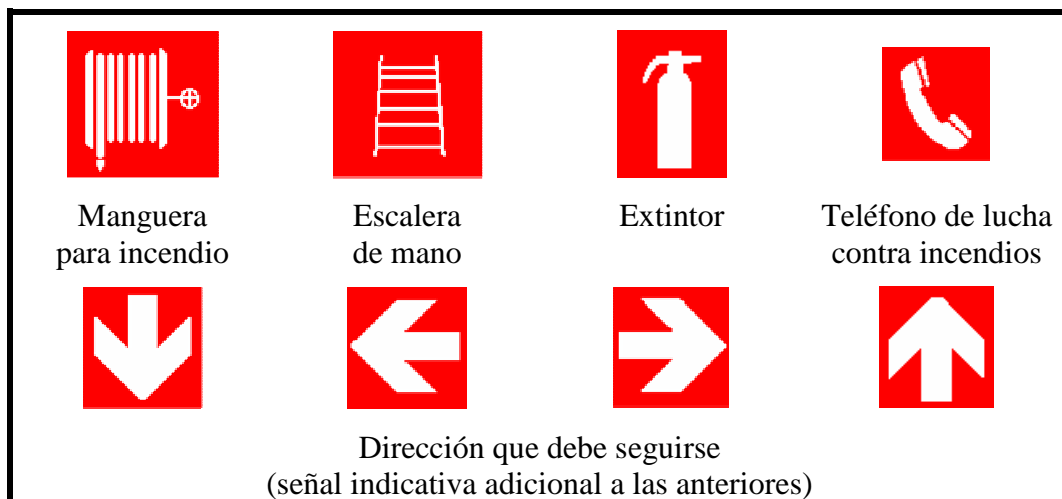 Manguera
para incendio
Escalera
de mano
Extintor
Teléfono de lucha
contra incendios
Dirección que debe seguirse
(señal indicativa adicional a las anteriores)